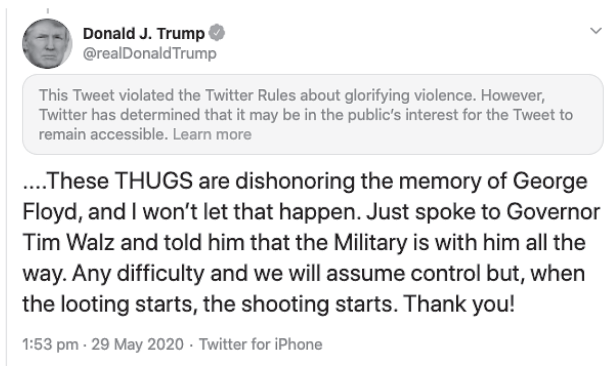 Donald J. Trump
@realDonaldTrump
This Tweet violated the Twitter Rules about glorifying violence. However,
Twitter has determined that it may be in the public's interest for the Tweet to
remain accessible. Learn more
....These THUGS are dishonoring the memory of George
Floyd, and I won't let that happen. Just spoke to Governor
Tim Walz and told him that the Military is with him all the
way. Any difficulty and we will assume control but, when
the looting starts, the shooting starts. Thank you!
1:53 pm · 29 May 2020 · Twitter for iPhone